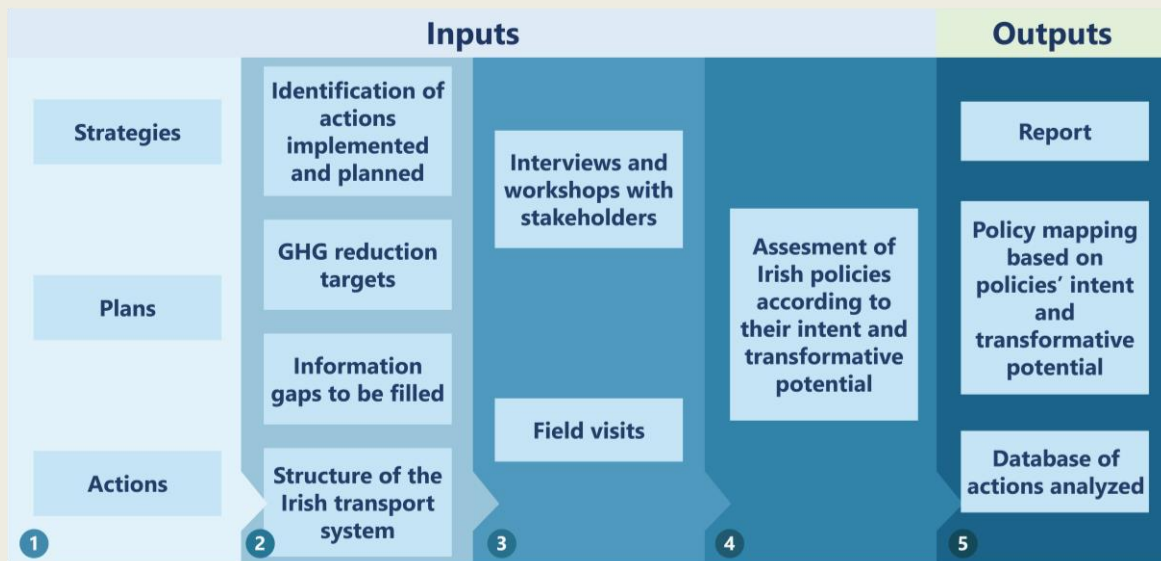 Inputs
Outputs
Strategies
Plans
Actions
1
Identification of
actions
implemented
and planned
GHG reduction
targets
Information
gaps to be filled
Structure of the
Irish transport
system
2
Interviews and
workshops with
stakeholders
Field visits
3
Assesment of
Irish policies
according to
their intent and
transformative
potential
4
Report
Policy mapping
based on
policies’ intent
and
transformative
potential
Database of
actions analyzed
5